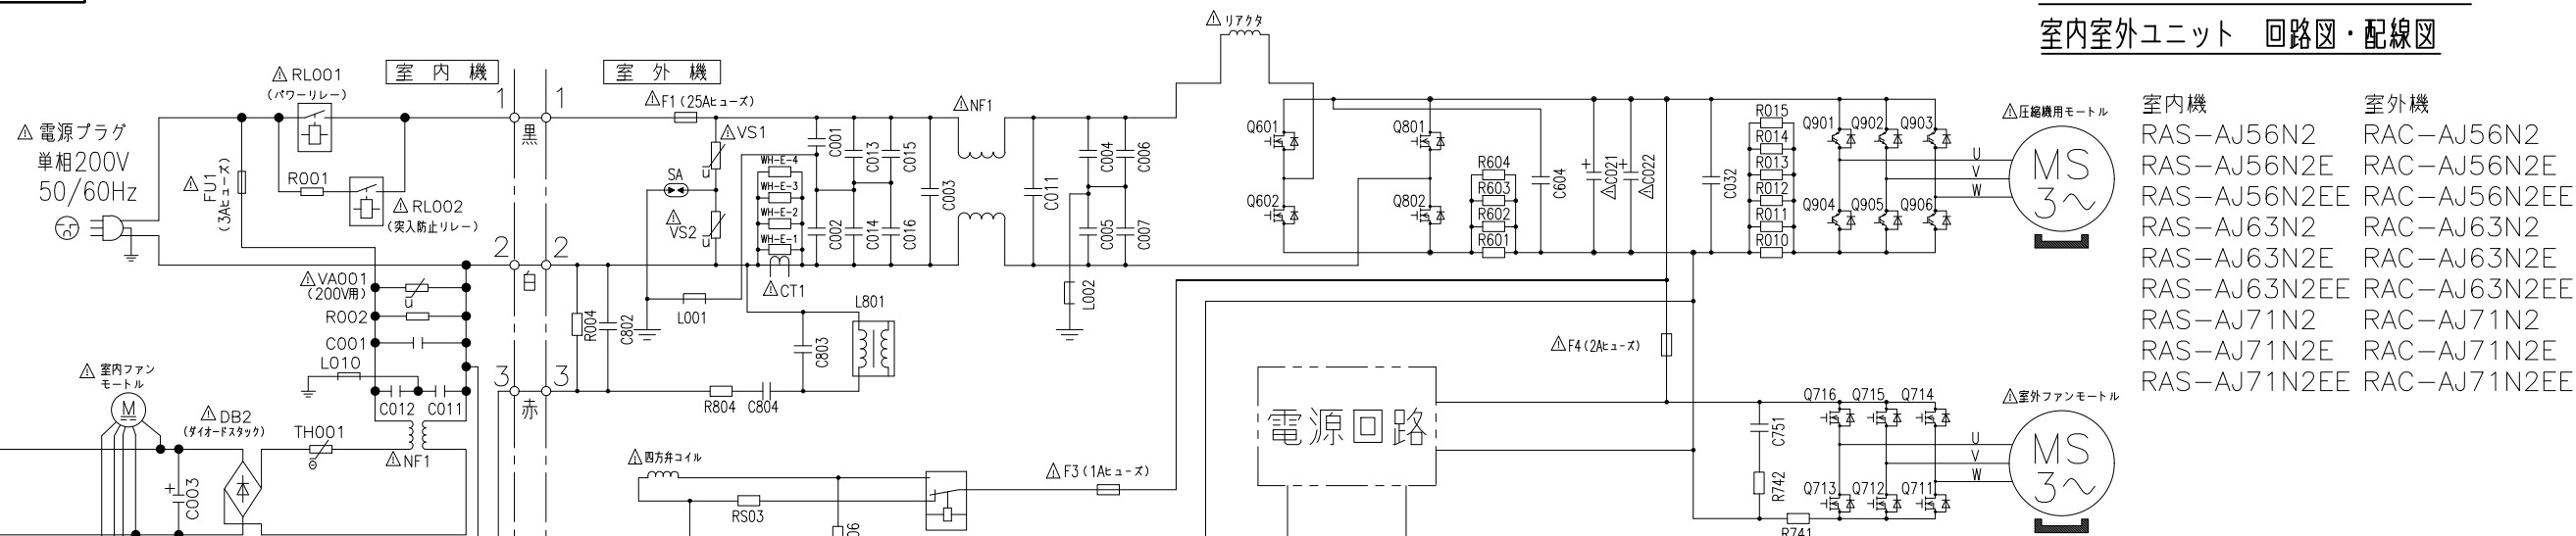 室内室外ユニット 回路図・配線図
室内機 室外機
RAS-AJ56N2 RAC-AJ56N2
RAS-AJ56N2E RAC-AJ56N2E
RAS-AJ56N2EE RAC-AJ56N2EE
RAS-AJ63N2 RAC-AJ63N2
RAS-AJ63N2E RAC-AJ63N2E
RAS-AJ63N2EE RAC-AJ63N2EE
RAS-AJ71N2 RAC-AJ71N2
RAS-AJ71N2E RAC-AJ71N2E
RAS-AJ71N2EE RAC-AJ71N2EE
室内機
室外機
電源プラグ
単相200V
50/60Hz
RL001
(パワーリレー)
FU1
(3Aヒューズ)
R001
RL002
(突入防止リレー)
1 1
黒
2 2
白
3 3
赤
VA001
(200V用)
u
R002
C001
L010
C012 C011
NF1
室内ファン
モートル
M
DB2
(ダイオードスタック)
TH001
+
C003
F1(25Aヒューズ)
VS1
u
SA
VS2
u
WH-E-4
WH-E-3
WH-E-2
WH-E-1
CT1
C001
C002
C013
C014
C015
C016
C003
NF1
L001
R004
C802
C803
L801
R804 C804
四方弁コイル
RS03
F3(1Aヒューズ)
リアクタ
C011
C004
C005
C006
C007
L002
Q601
Q602
Q801
Q802
R604
R603
R602
R601
C604
+
C021
+
C022
C032
R015
R014
R013
R012
R011
R010
Q901 Q902 Q903
Q904 Q905 Q906
U
V
W
圧縮機用モートル
MS
3～
F4(2Aヒューズ)
電源回路
C751
R742
R741
Q716 Q715 Q714
Q713 Q712 Q711
U
V
W
室外ファンモートル
MS
3～